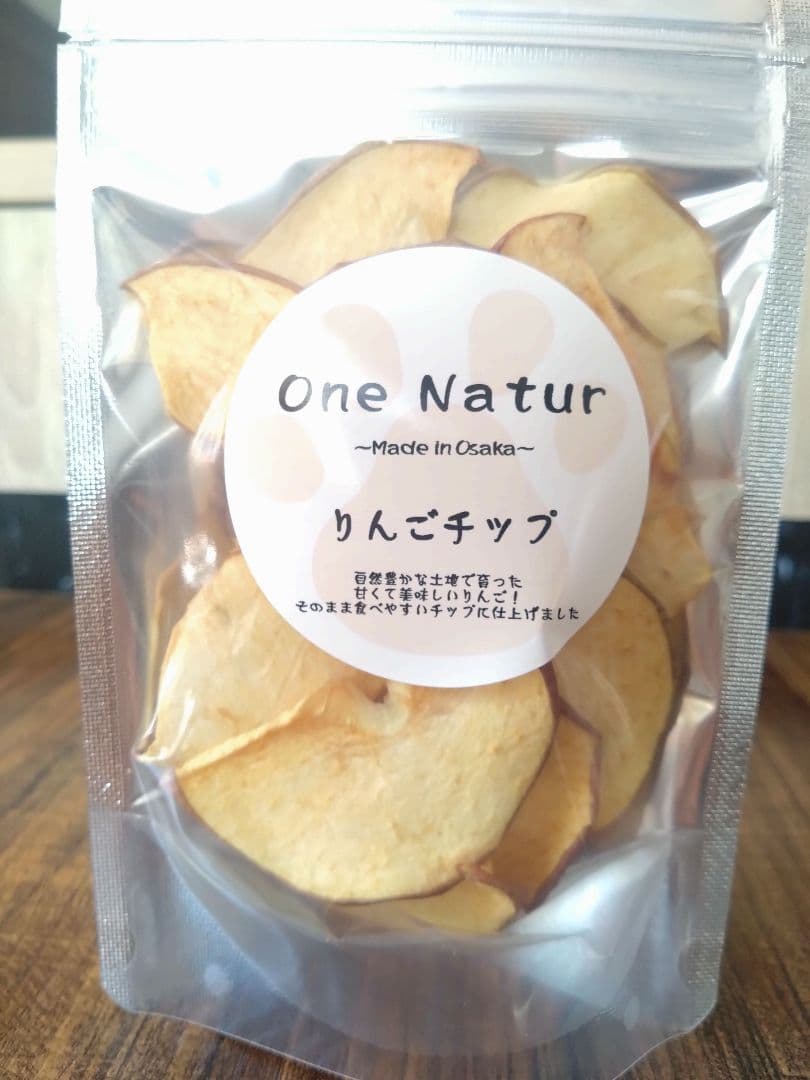 One Natur
~Made in Osaka~
りんごチップ
自然豊かな土地で育った
甘くて美味しいりんご!
そのまま食べやすいチップに仕上げました